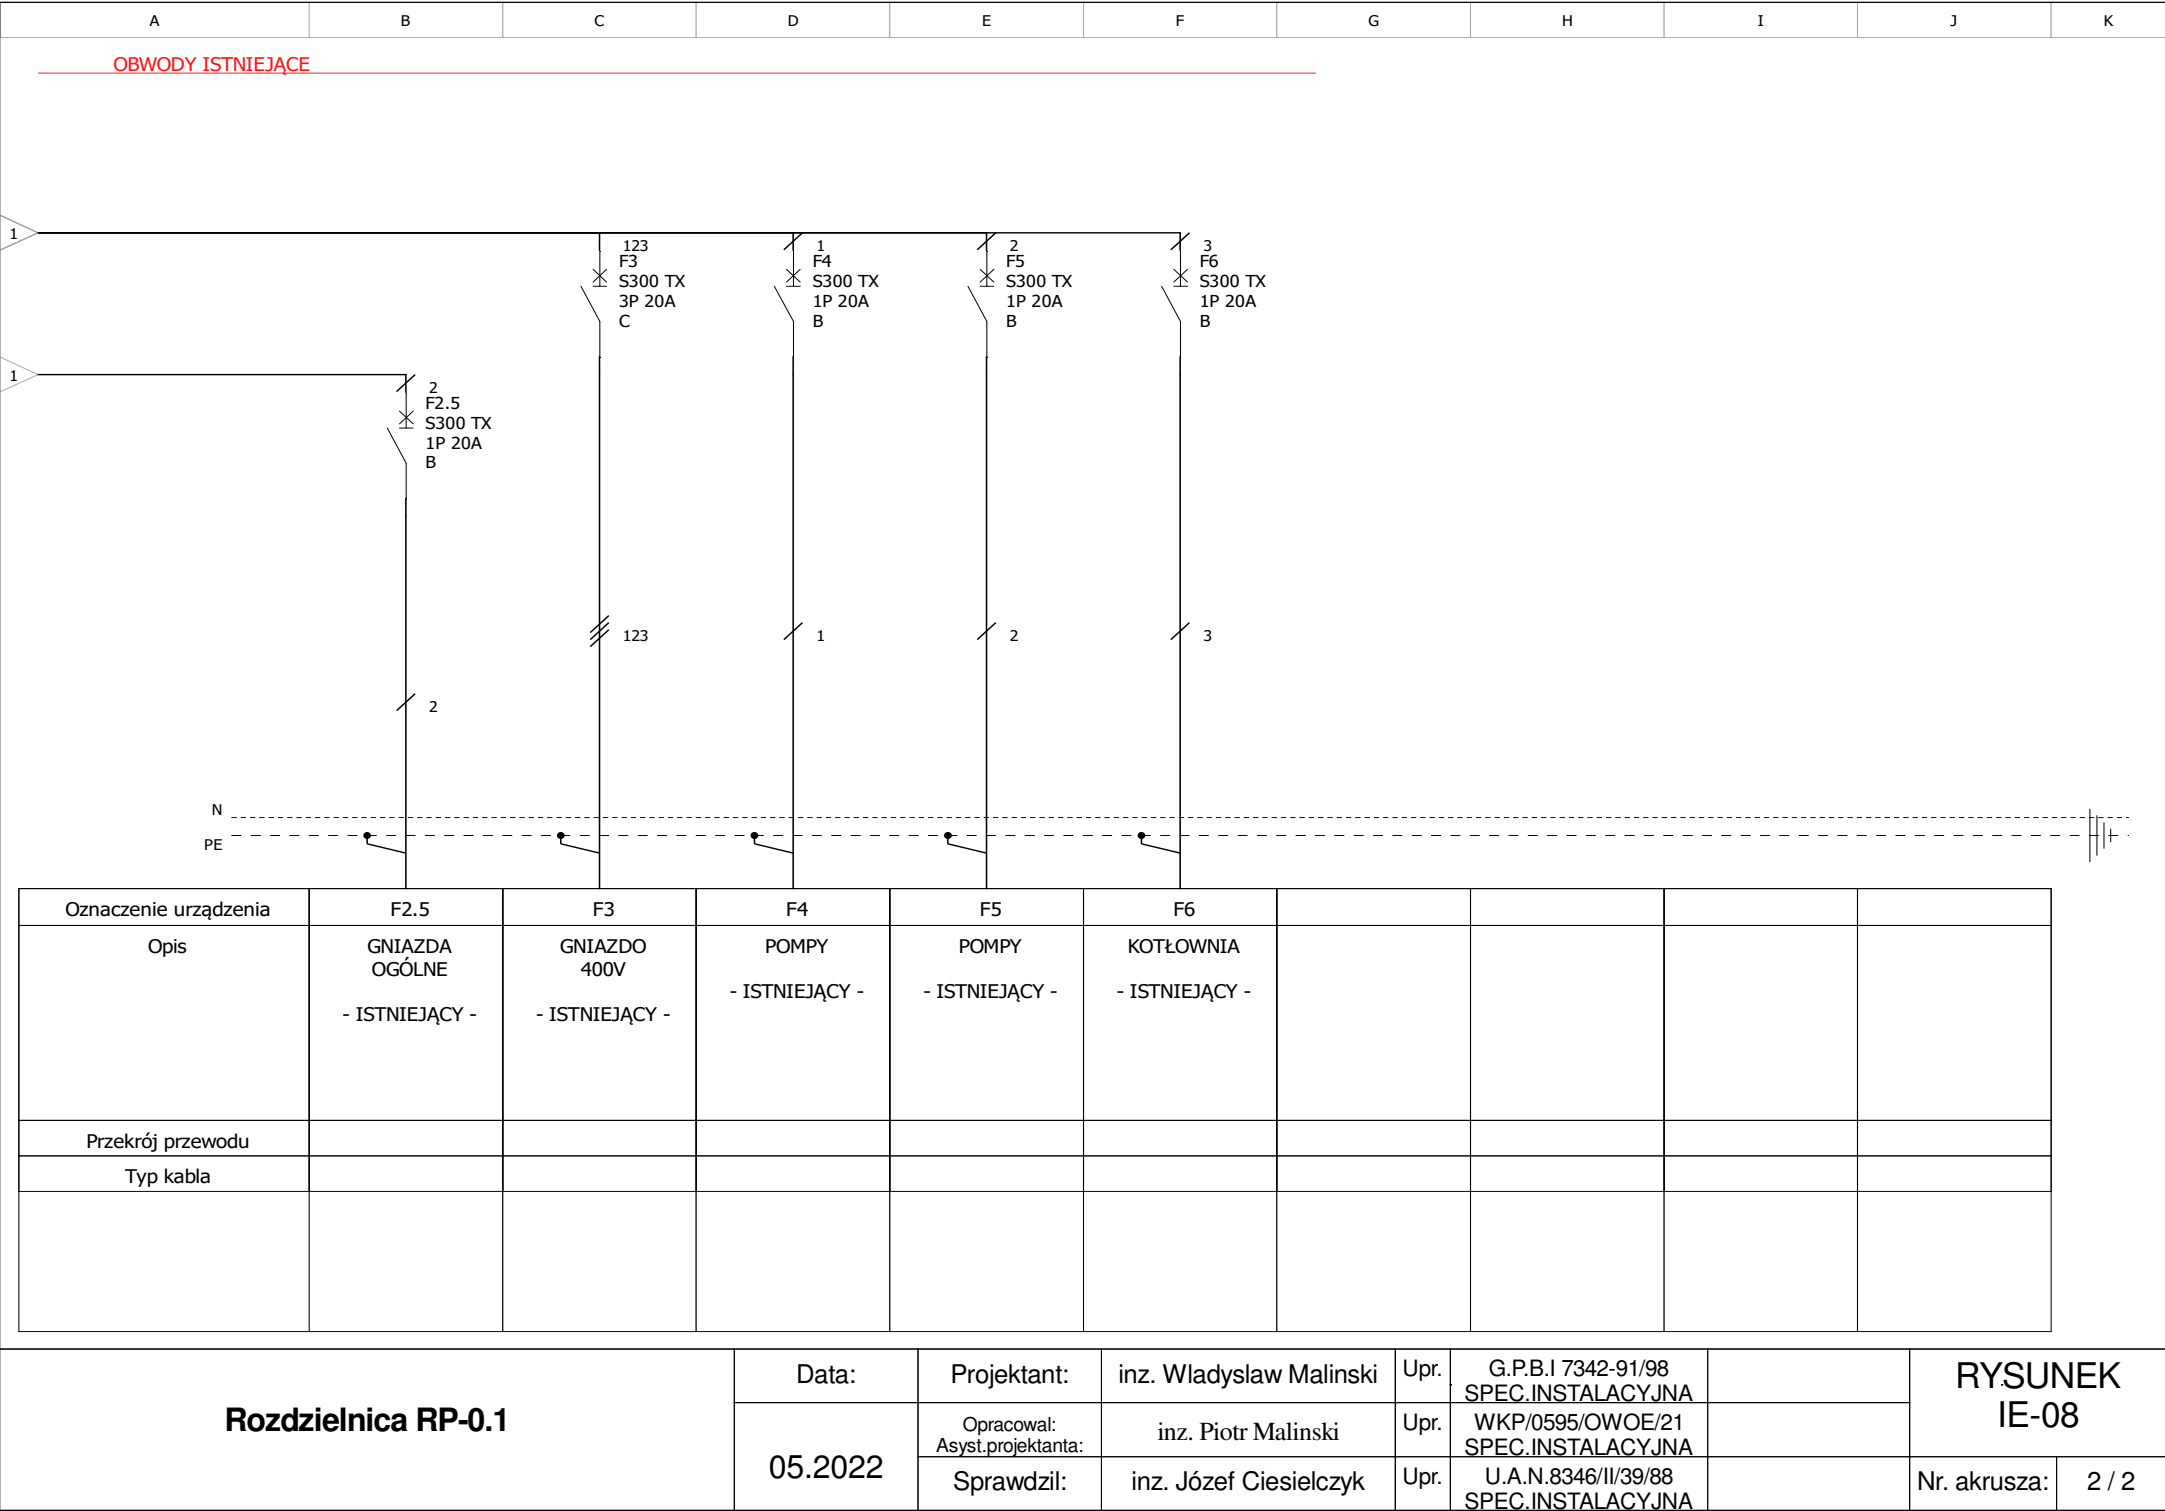 A B C D E F G H I J K
OBWODY ISTNIEJĄCE
1
123
F3
S300 TX
3P 20A
C
1
F4
S300 TX
1P 20A
B
2
F5
S300 TX
1P 20A
B
3
F6
S300 TX
1P 20A
B
1
2
F2.5
S300 TX
1P 20A
B
123
1
2
3
2
N
PE
Oznaczenie urządzenia F2.5 F3 F4 F5 F6
Opis
GNIAZDA
OGÓLNE
- ISTNIEJĄCY -
GNIAZDO
400V
- ISTNIEJĄCY -
POMPY
- ISTNIEJĄCY -
POMPY
- ISTNIEJĄCY -
KOTŁOWNIA
- ISTNIEJĄCY -
Przekrój przewodu
Typ kabla
Rozdzielnica RP-0.1
Data:
05.2022
Projektant: inz. Wladyslaw Malinski Upr. G.P.B.I 7342-91/98
SPEC.INSTALACYJNA
Opracowal:
Asyst.projektanta:
inz. Piotr Malinski Upr. WKP/0595/OWOE/21
SPEC.INSTALACYJNA
Sprawdzil: inz. Józef Ciesielczyk Upr. U.A.N.8346/II/39/88
SPEC.INSTALACYJNA
RYSUNEK
IE-08
Nr. akrusza: 2 / 2